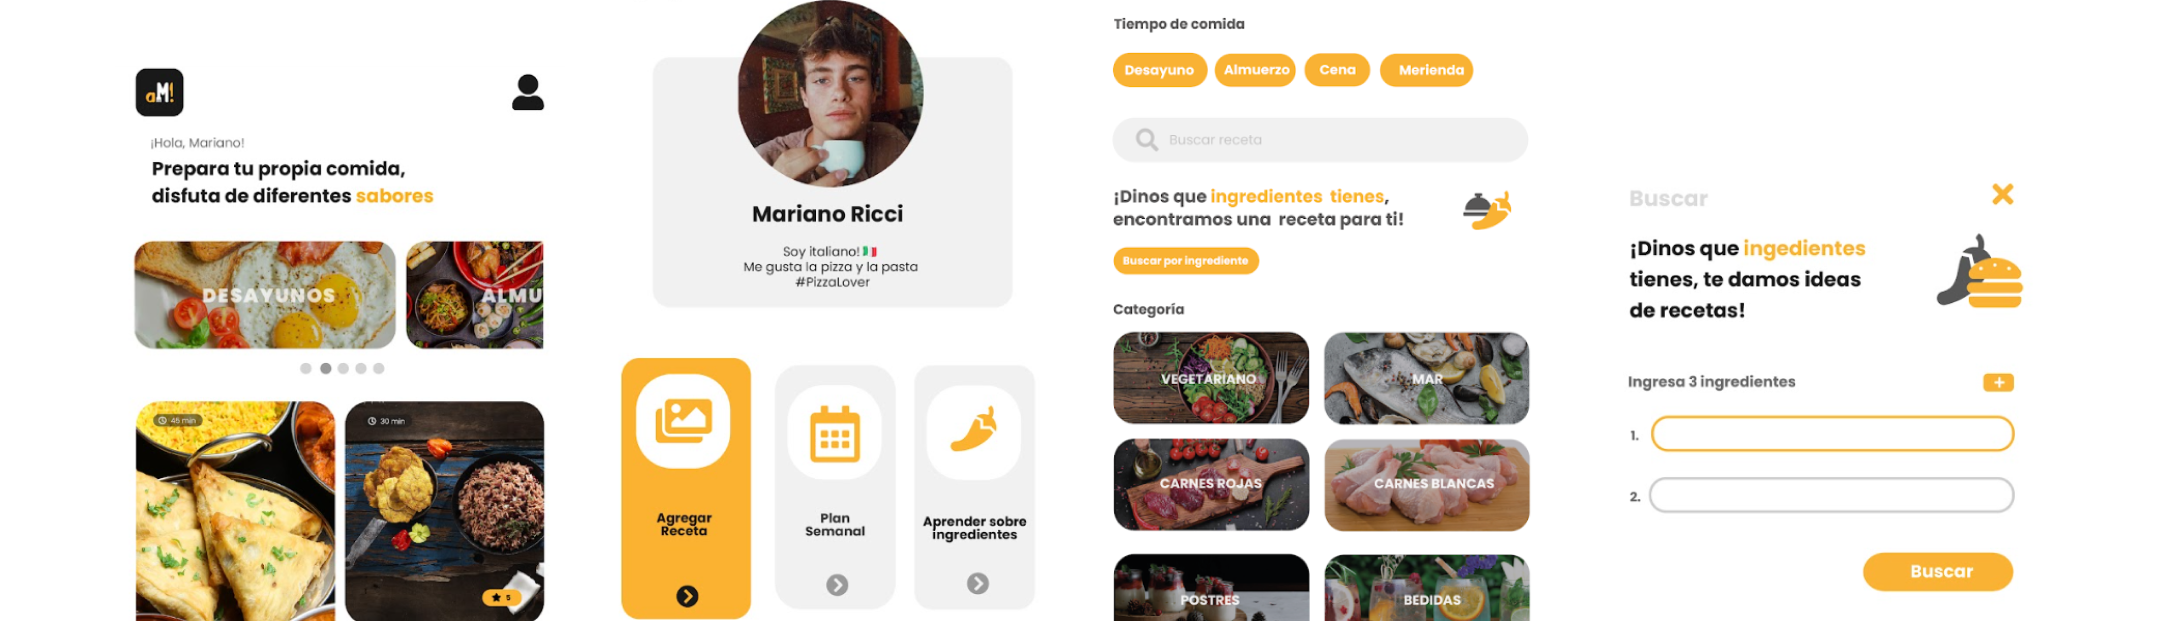 aM!
¡Hola, Mariano!
Prepara tu propia comida,
disfuta de diferentes sabores
DESAYUNOS
ALMU
45 min
30 min
5
Mariano Ricci
Soy italiano! 🇮🇹
Me gusta la pizza y la pasta
#PizzaLover
Agregar
Receta
Plan
Semanal
Aprender sobre
ingredientes
Tiempo de comida
Desayuno
Almuerzo
Cena
Merienda
Buscar receta
¡Dinos que ingredientes tienes,
encontramos una receta para ti!
Buscar por ingrediente
Categoría
VEGETARIANO
MAR
CARNES ROJAS
CARNES BLANCAS
POSTRES
BEDIDAS
Buscar
¡Dinos que ingedientes
tienes, te damos ideas
de recetas!
Ingresa 3 ingredientes
1.
2.
Buscar